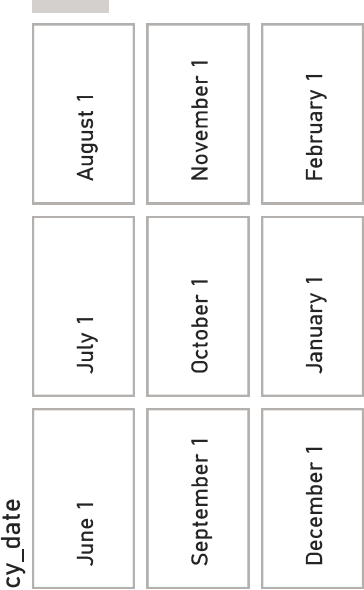 cy_date
June 1
July 1
August 1
September 1
October 1
November 1
December 1
January 1
February 1